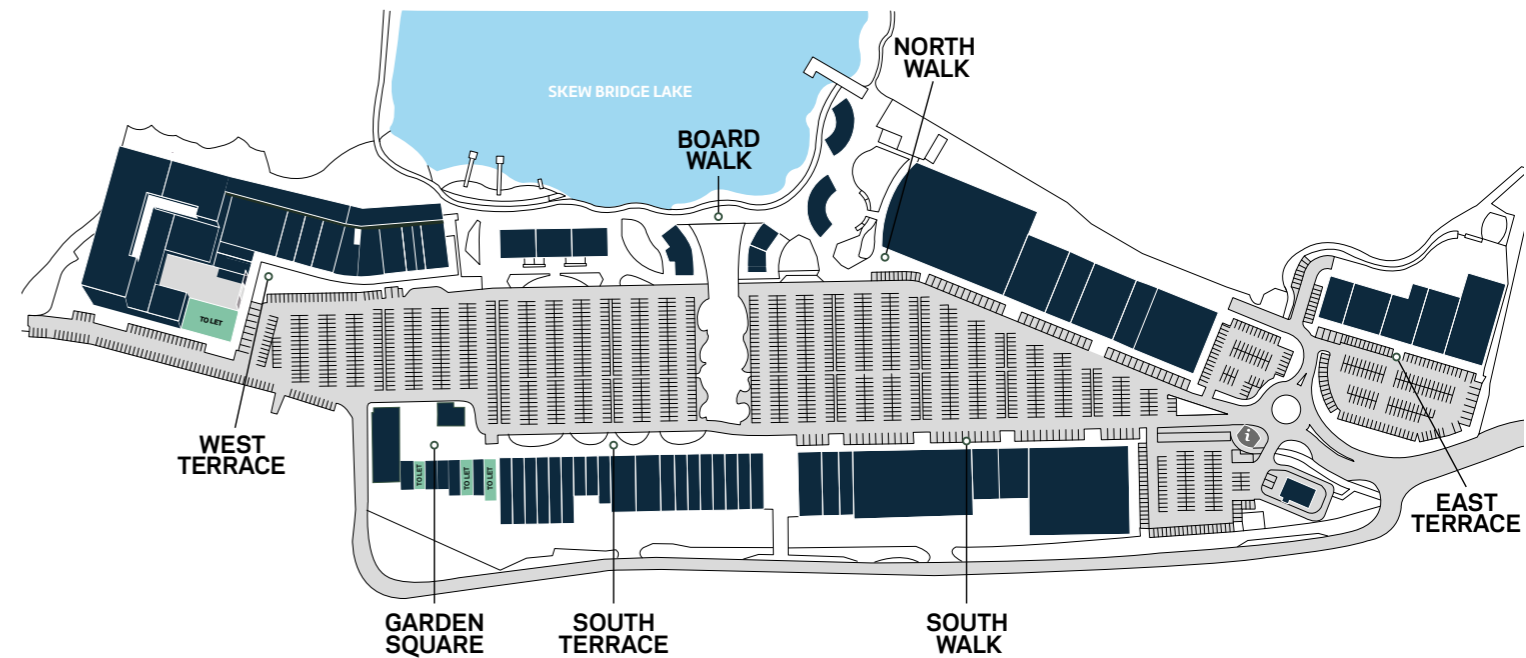 NORTH
WALK
SKEW BRIDGE LAKE
BOARD
WALK
TO LET
WEST
TERRACE
TO LET
TO LET
TO LET
i
EAST
TERRACE
GARDEN
SQUARE
SOUTH
TERRACE
SOUTH
WALK